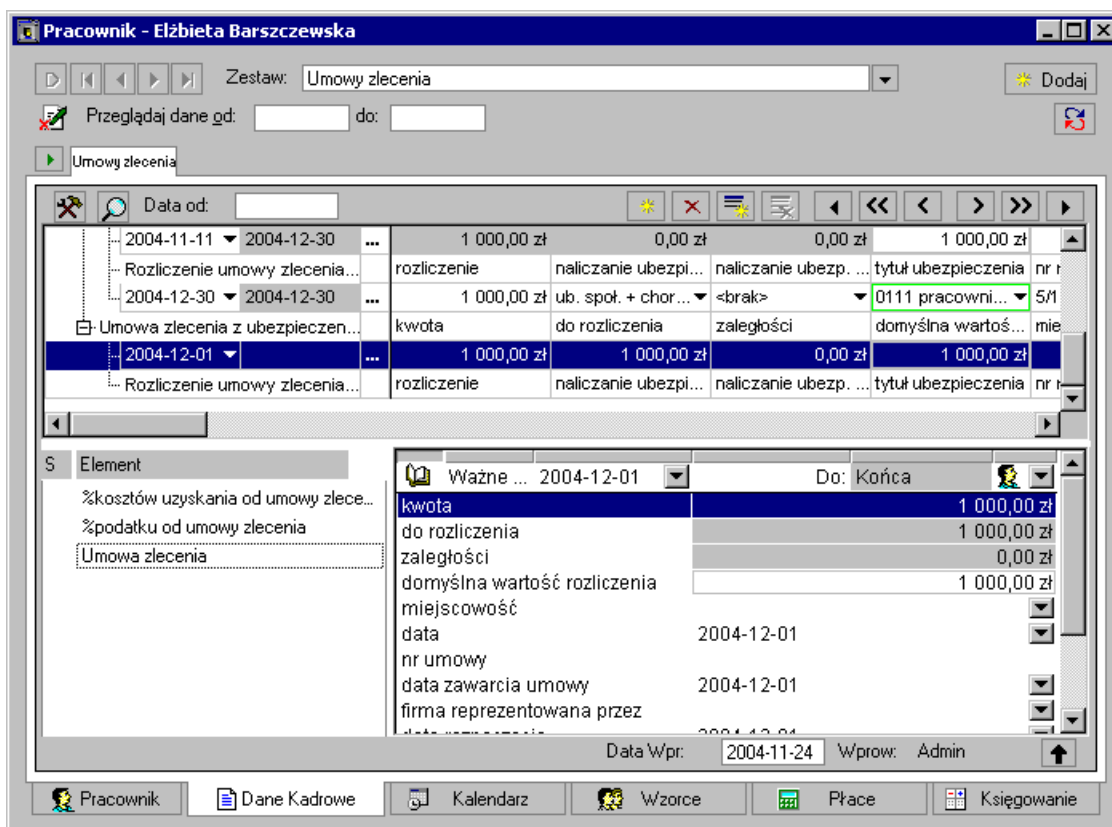 Pracownik - Elżbieta Barszczewska
Zestaw: Umowy zlecenia Dodaj
Przeglądaj dane od: do:
Umowy zlecenia
Data od:
2004-11-11 2004-12-30 ... 1 000,00 zł 0,00 zł 0,00 zł 1 000,00 zł
Rozliczenie umowy zlecenia... rozliczenie naliczanie ubezpi... naliczanie ubezp. ... tytuł ubezpieczenia nr
2004-12-30 2004-12-30 ... 1 000,00 zł ub. społ. + chor... <brak> 0111 pracowni... 5/1
Umowa zlecenia z ubezpieczen... kwota do rozliczenia zaległości domyślna wartoś... mie
2004-12-01 ... 1 000,00 zł 1 000,00 zł 0,00 zł 1 000,00 zł
Rozliczenie umowy zlecenia... rozliczenie naliczanie ubezpi... naliczanie ubezp. ... tytuł ubezpieczenia nr
S Element
%kosztów uzyskania od umowy zlece...
%podatku od umowy zlecenia
Umowa zlecenia
Ważne ... 2004-12-01 Do: Końca
kwota 1 000,00 zł
do rozliczenia 1 000,00 zł
zaległości 0,00 zł
domyślna wartość rozliczenia 1 000,00 zł
miejscowość
data 2004-12-01
nr umowy
data zawarcia umowy 2004-12-01
firma reprezentowana przez
Data Wpr: 2004-11-24 Wprow: Admin
Pracownik Dane Kadrowe Kalendarz Wzorce Płace Księgowanie